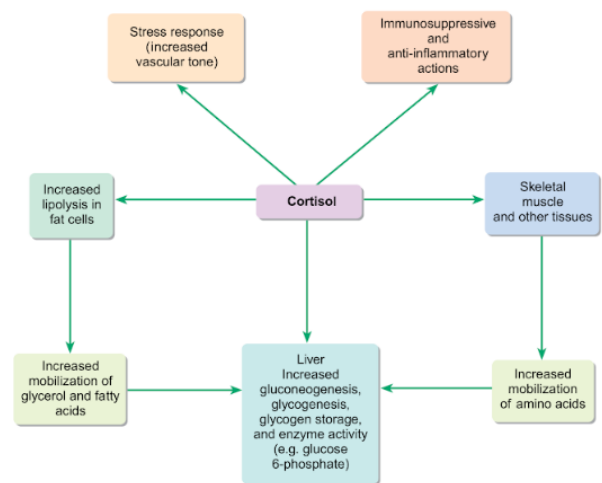 Stress response
(increased
vascular tone)
Immunosuppressive
and
anti-inflammatory
actions
Increased
lipolysis in
fat cells
Cortisol
Skeletal
muscle
and other tissues
Increased
mobilization of
glycerol and fatty
acids
Liver
Increased
gluconeogenesis,
glycogenesis,
glycogen storage,
and enzyme activity
(e.g. glucose
6-phosphate)
Increased
mobilization
of amino acids